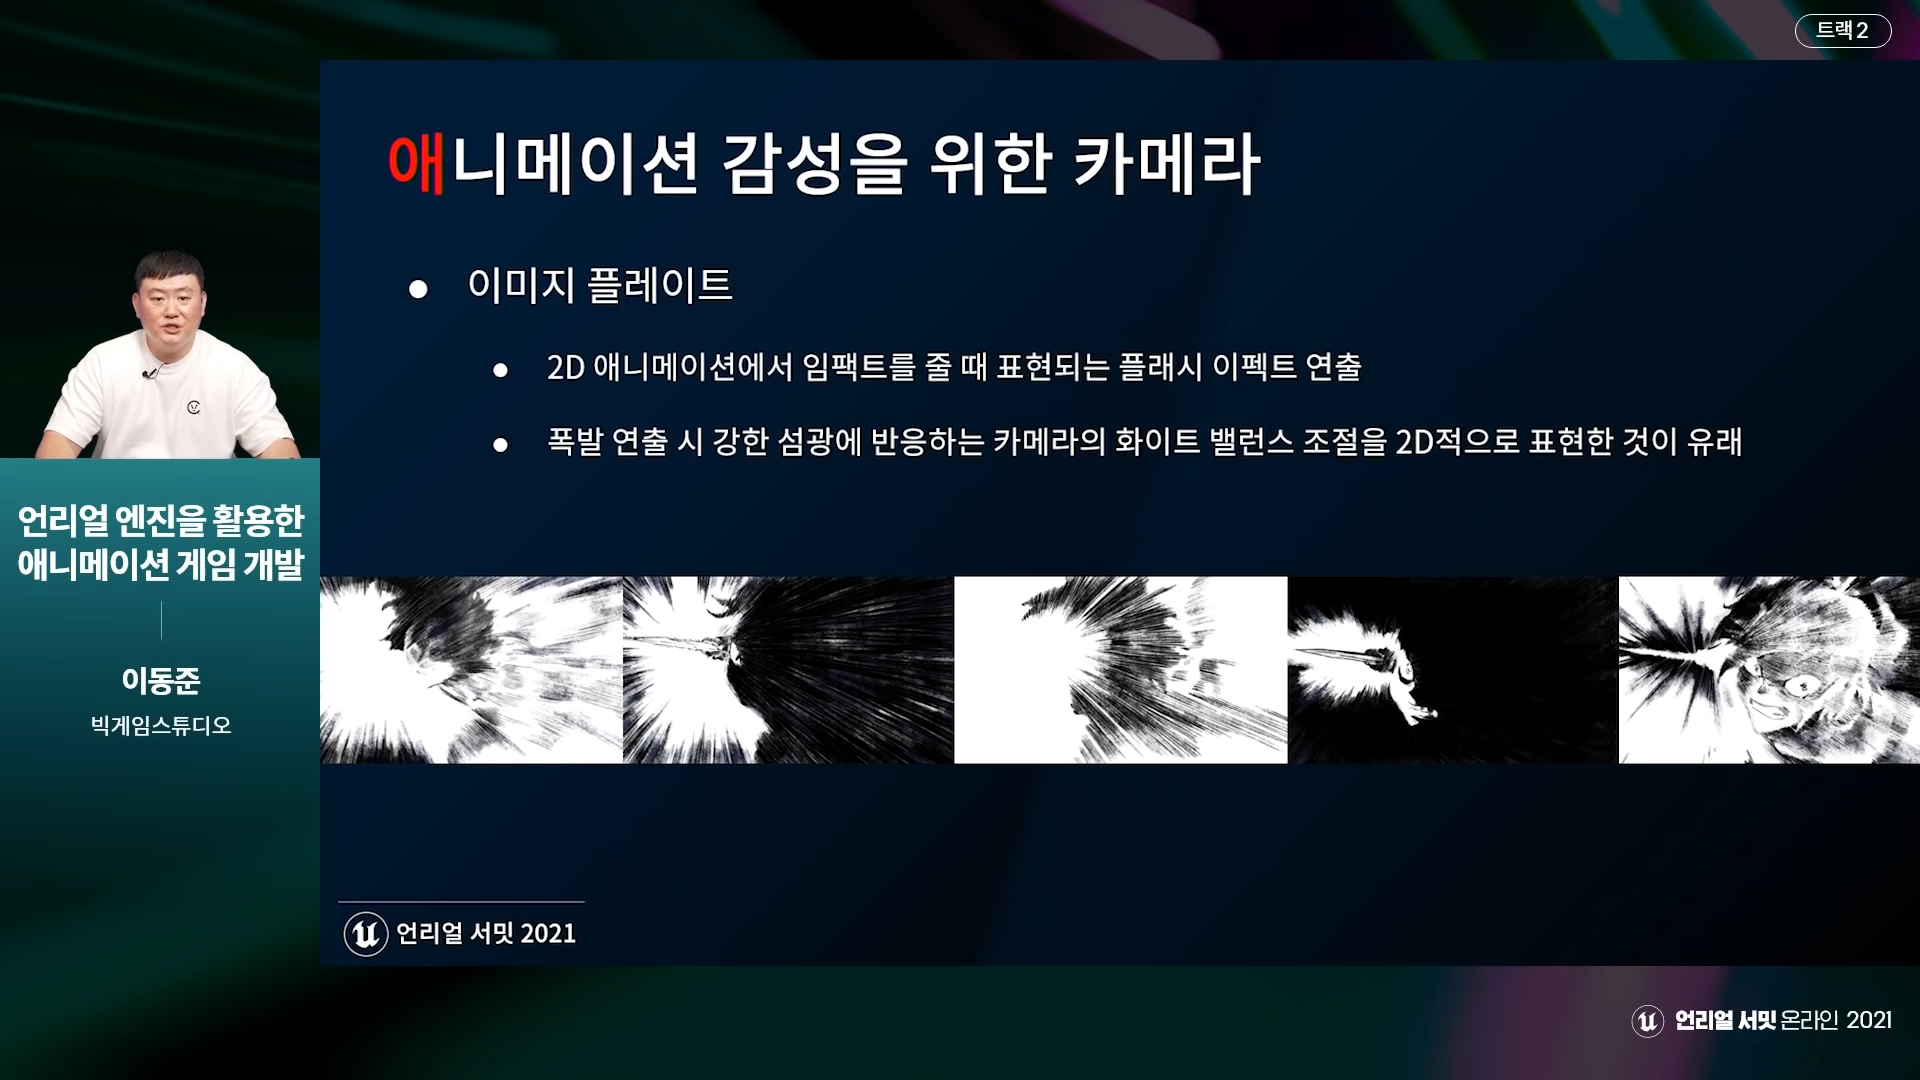 트랙2
애니메이션 감성을 위한 카메라
이미지 플레이트
2D 애니메이션에서 임팩트를 줄 때 표현되는 플래시 이펙트 연출
폭발 연출 시 강한 섬광에 반응하는 카메라의 화이트 밸런스 조절을 2D적으로 표현한 것이 유래
언리얼 엔진을 활용한
애니메이션 게임 개발
이동준
빅게임스튜디오
언리얼 서밋 2021
언리얼 서밋 온라인 2021